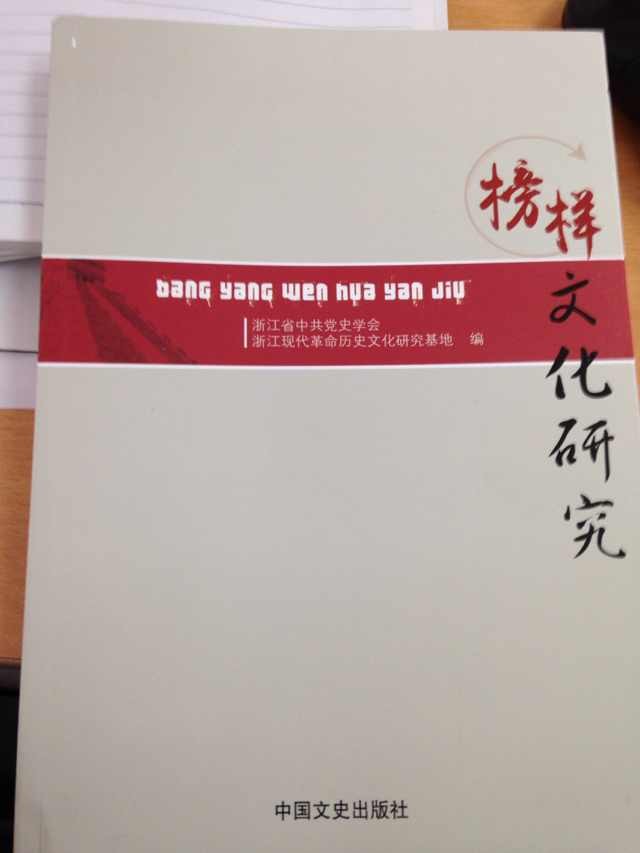 榜样文化研究
BANG YANG WEN HUA YAN JIU
浙江省中共党史学会
浙江现代革命历史文化研究基地 编
中国文史出版社